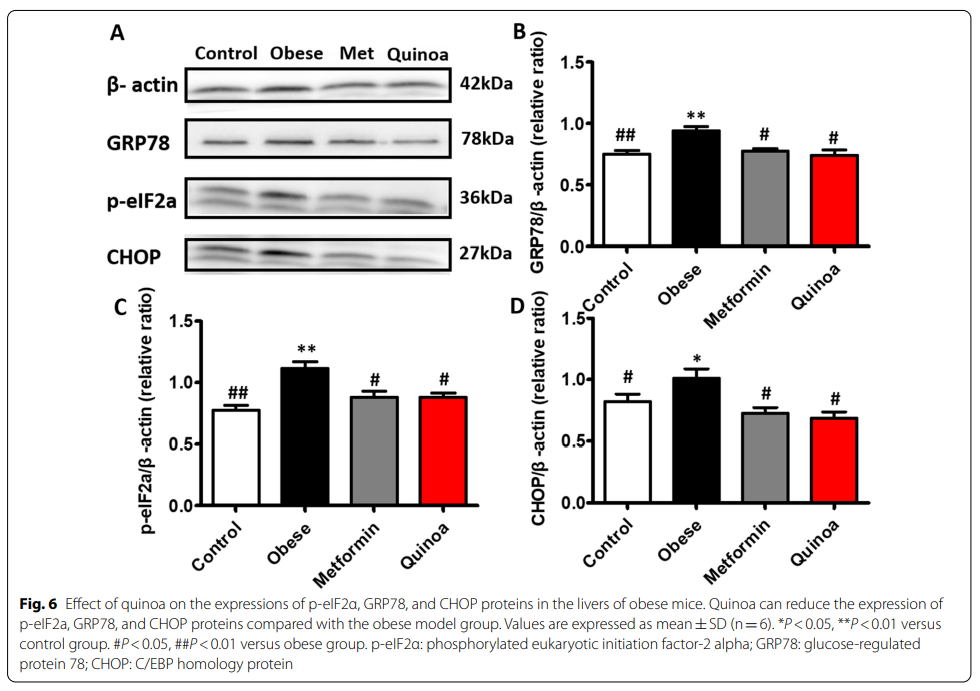 A
Control Obese Met Quinoa
β- actin 42kDa
GRP78 78kDa
p-eIF2a 36kDa
CHOP 27kDa
B
GRP78/β -actin (relative ratio)
1.5
1.0
0.5
0.0
##
**
#
#
Control
Obese
Metformin
Quinoa
C
p-eIF2a/β -actin (relative ratio)
1.5
1.0
0.5
0.0
##
**
#
#
Control
Obese
Metformin
Quinoa
D
CHOP/β -actin (relative ratio)
1.5
1.0
0.5
0.0
#
*
#
#
Control
Obese
Metformin
Quinoa
Fig. 6 Effect of quinoa on the expressions of p-eIF2α, GRP78, and CHOP proteins in the livers of obese mice. Quinoa can reduce the expression of
p-eIF2a, GRP78, and CHOP proteins compared with the obese model group. Values are expressed as mean ± SD (n = 6). *P < 0.05, **P < 0.01 versus
control group. #P < 0.05, ##P < 0.01 versus obese group. p-eIF2α: phosphorylated eukaryotic initiation factor-2 alpha; GRP78: glucose-regulated
protein 78; CHOP: C/EBP homology protein